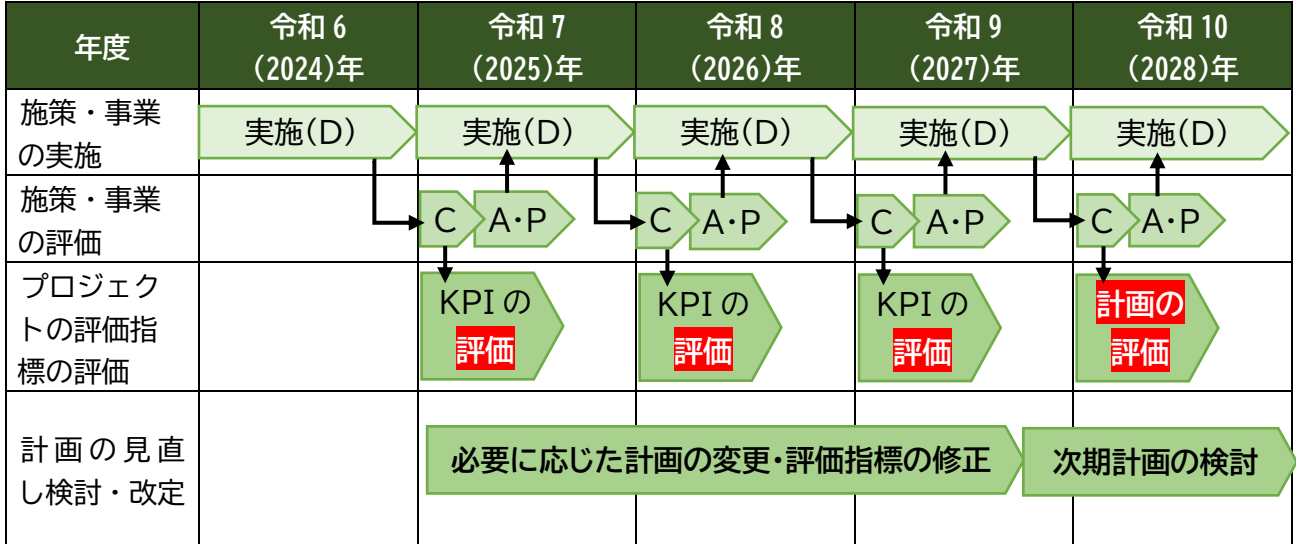 年度
令和 6
(2024)年
令和 7
(2025)年
令和 8
(2026)年
令和 9
(2027)年
令和 10
(2028)年
施策・事業
の実施
実施(D)
実施(D)
実施(D)
実施(D)
実施(D)
施策・事業
の評価
C
A・P
C
A・P
C
A・P
C
A・P
プロジェク
トの評価指
標の評価
KPI の
評価
KPI の
評価
KPI の
評価
計画の
評価
計画の見直
し検討・改定
必要に応じた計画の変更・評価指標の修正
次期計画の検討